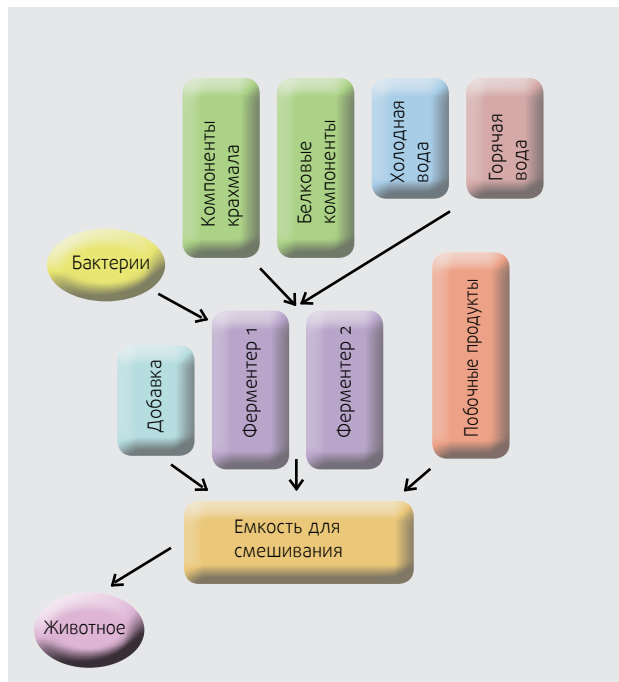 Компоненты
крахмала
Белковые
компоненты
Холодная
вода
Горячая
вода
Бактерии
Добавка
Ферментер 1
Ферментер 2
Побочные продукты
Емкость для
смешивания
Животное